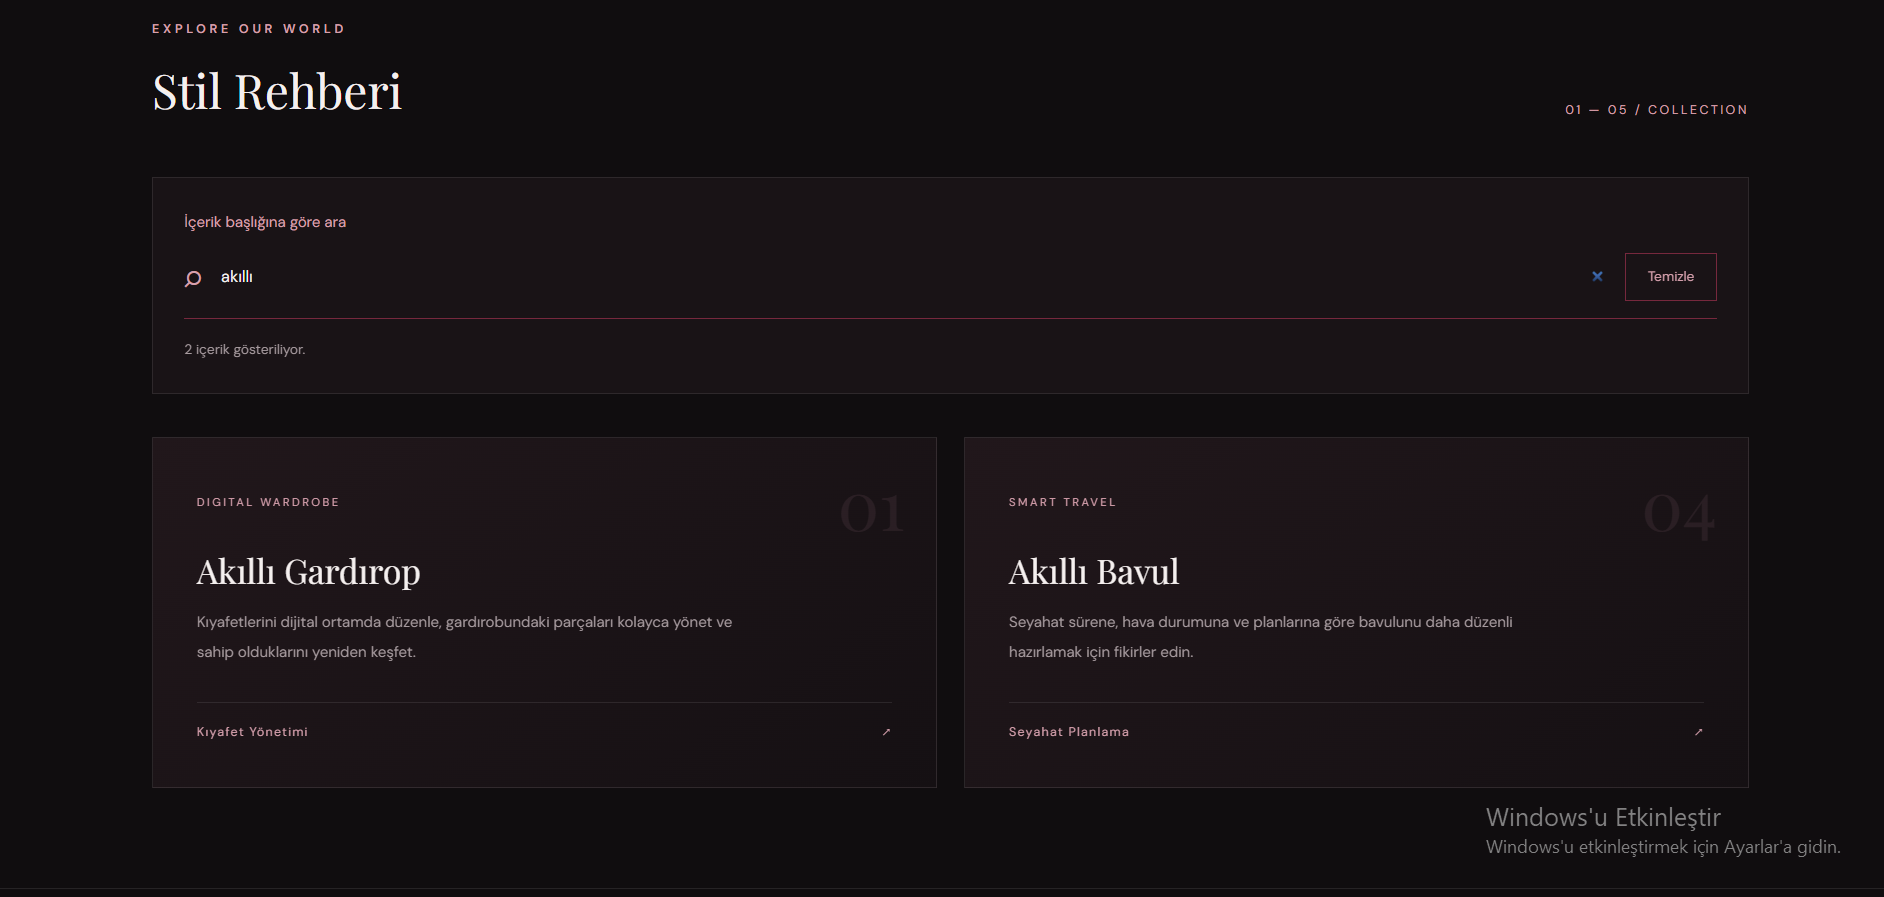 EXPLORE OUR WORLD
Stil Rehberi
01 — 05 / COLLECTION
İçerik başlığına göre ara
akıllı
Temizle
2 içerik gösteriliyor.
DIGITAL WARDROBE
01
Akıllı Gardırop
Kıyafetlerini dijital ortamda düzenle, gardırobundaki parçaları kolayca yönet ve
sahip olduklarını yeniden keşfet.
Kıyafet Yönetimi
SMART TRAVEL
04
Akıllı Bavul
Seyahat sürene, hava durumuna ve planlarına göre bavulunu daha düzenli
hazırlamak için fikirler edin.
Seyahat Planlama
Windows'u Etkinleştir
Windows'u etkinleştirmek için Ayarlar'a gidin.